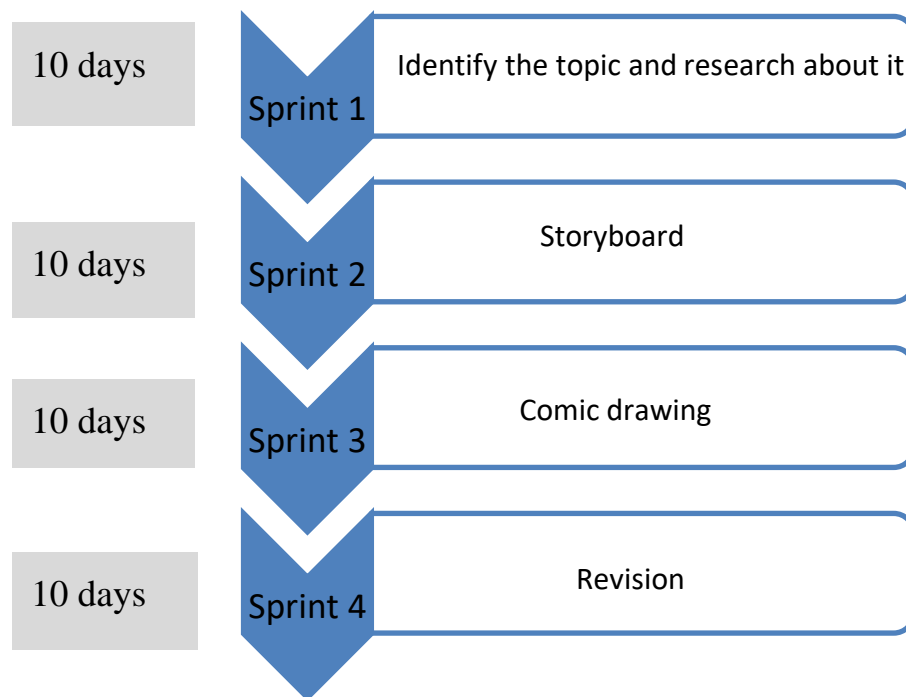 10 days
Sprint 1
Identify the topic and research about it
10 days
Sprint 2
Storyboard
10 days
Sprint 3
Comic drawing
10 days
Sprint 4
Revision